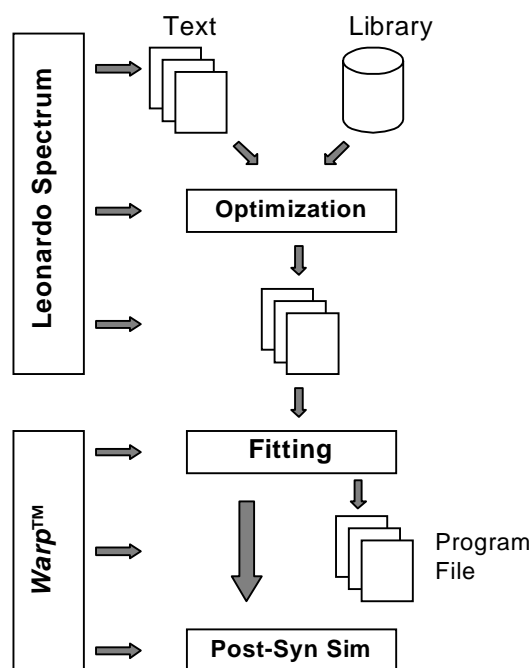 Text
Library
Leonardo Spectrum
Optimization
Fitting
Warp™
Program
File
Post-Syn Sim